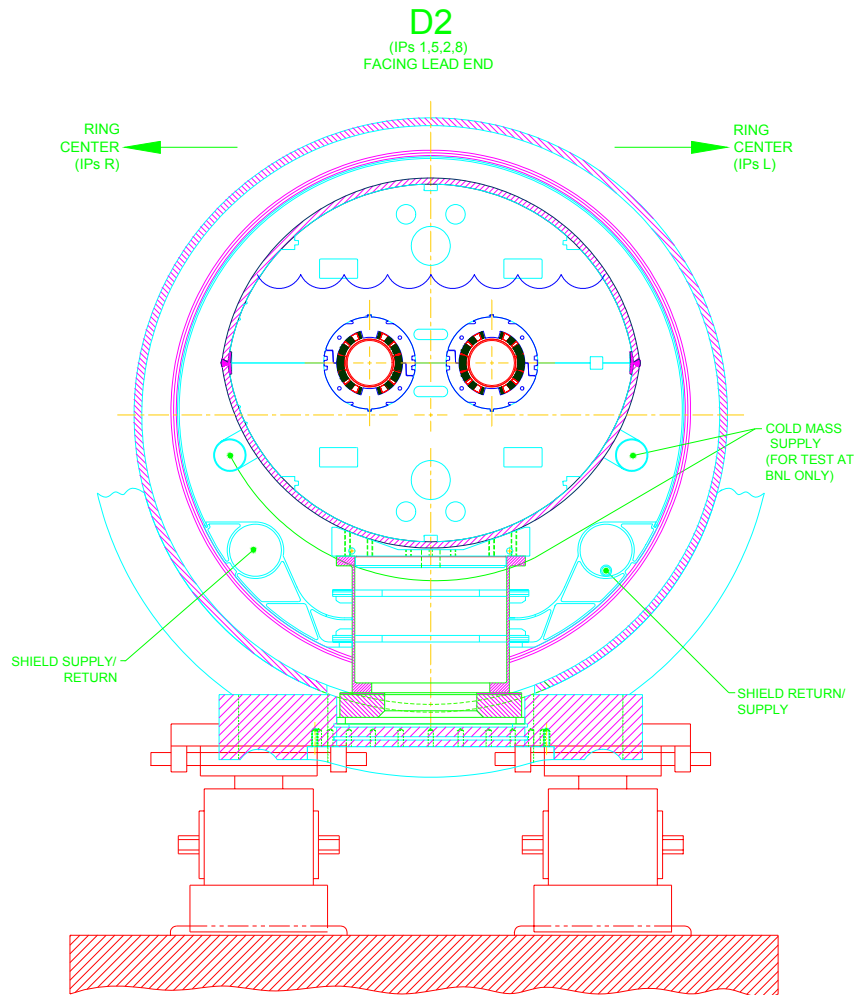 D2
(IPs 1,5,2,8)
FACING LEAD END
RING
CENTER
(IPs R)
RING
CENTER
(IPs L)
COLD MASS
SUPPLY
(FOR TEST AT
BNL ONLY)
SHIELD SUPPLY/
RETURN
SHIELD RETURN/
SUPPLY